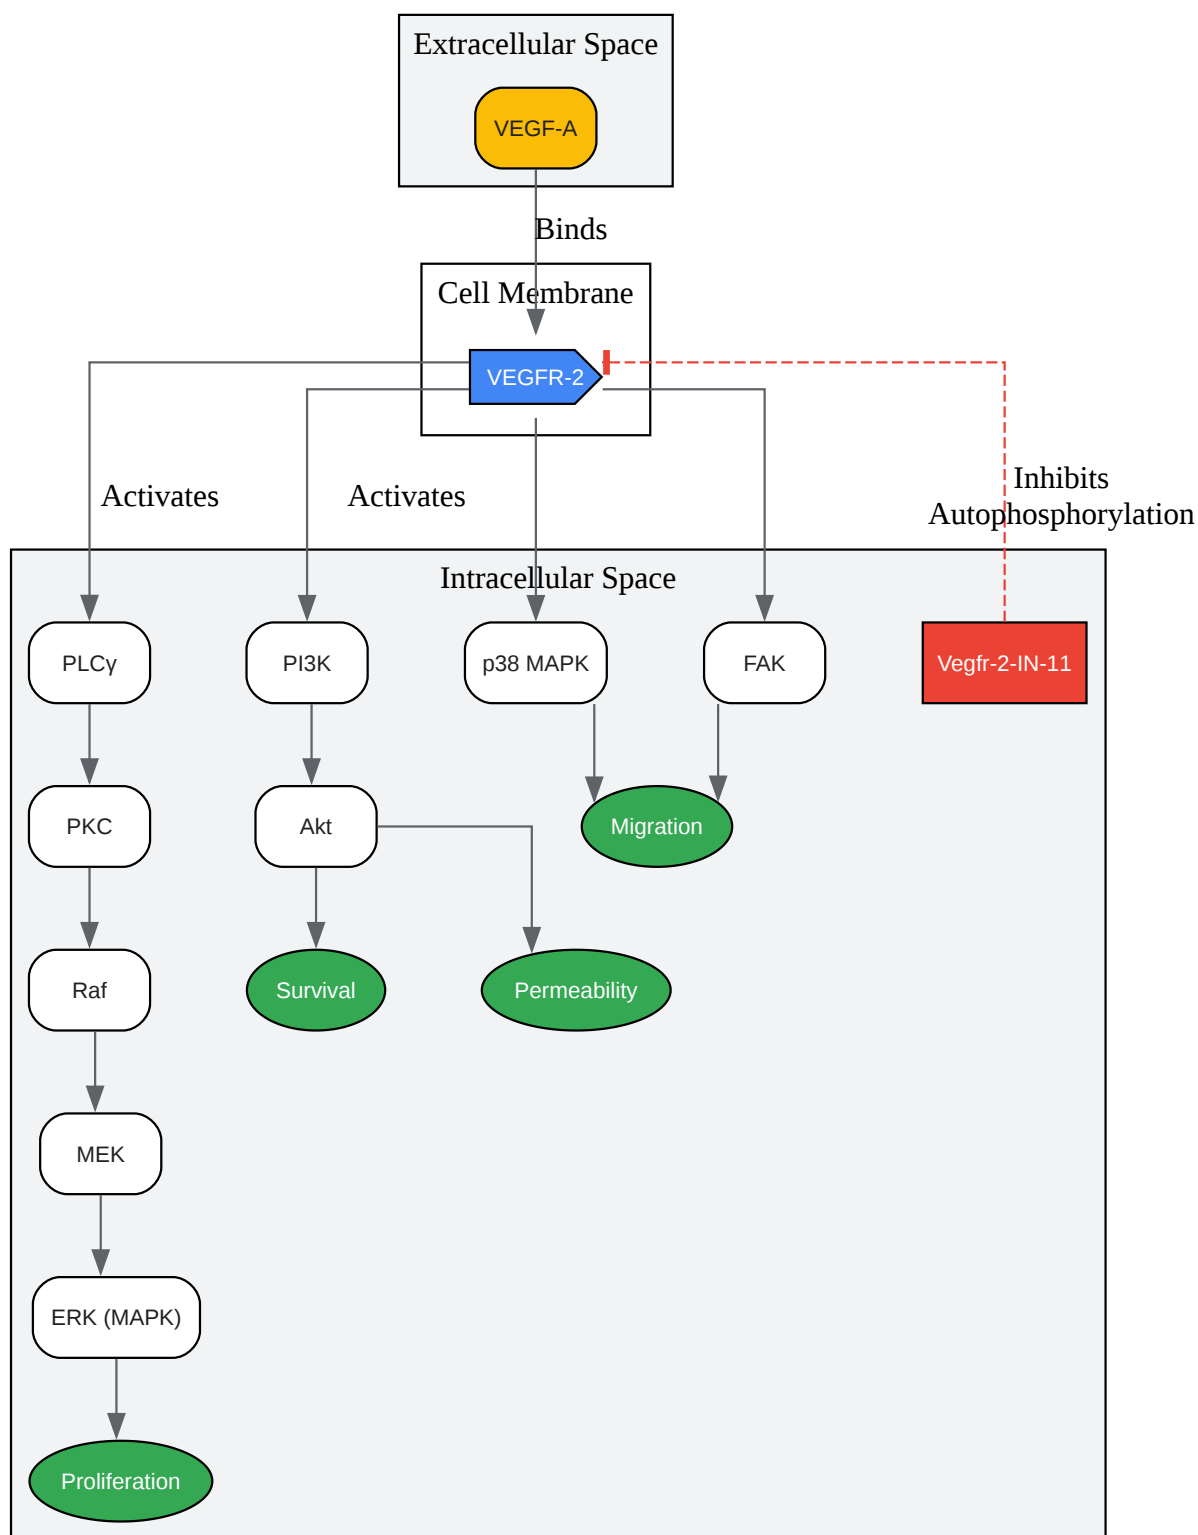 Extracellular Space
VEGF-A
Binds
Cell Membrane
VEGFR-2
Activates
Activates
Inhibits
Autophosphorylation
Intracellular Space
PLCγ
PI3K
p38 MAPK
FAK
Vegfr-2-IN-11
PKC
Akt
Migration
Raf
Survival
Permeability
MEK
ERK (MAPK)
Proliferation